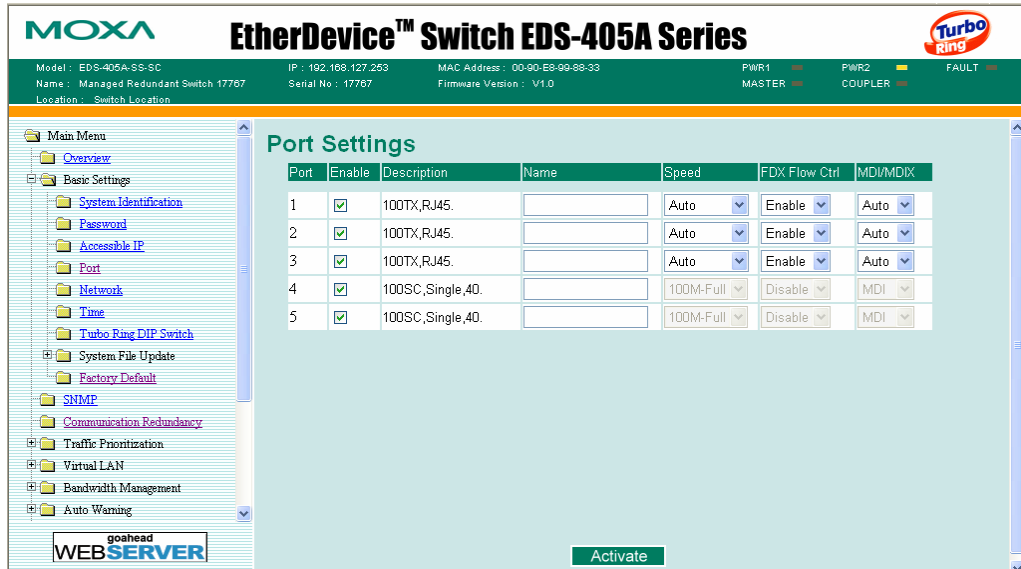 MOXA EtherDevice™ Switch EDS-405A Series Turbo Ring
Model : EDS-405A-SS-SC IP : 192.168.127.253 MAC Address : 00-90-E8-99-88-33 PWR1 PWR2 FAULT
Name : Managed Redundant Switch 17767 Serial No : 17767 Firmware Version : V1.0 MASTER COUPLER
Location : Switch Location
Main Menu
Overview
Basic Settings
System Identification
Password
Accessible IP
Port
Network
Time
Turbo Ring DIP Switch
System File Update
Factory Default
SNMP
Communication Redundancy
Traffic Prioritization
Virtual LAN
Bandwidth Management
Auto Warning
goahead
WEBSERVER
Port Settings
Port Enable Description Name Speed FDX Flow Ctrl MDI/MDIX
1 100TX,RJ45. Auto Enable Auto
2 100TX,RJ45. Auto Enable Auto
3 100TX,RJ45. Auto Enable Auto
4 100SC,Single,40. 100M-Full Disable MDI
5 100SC,Single,40. 100M-Full Disable MDI
Activate